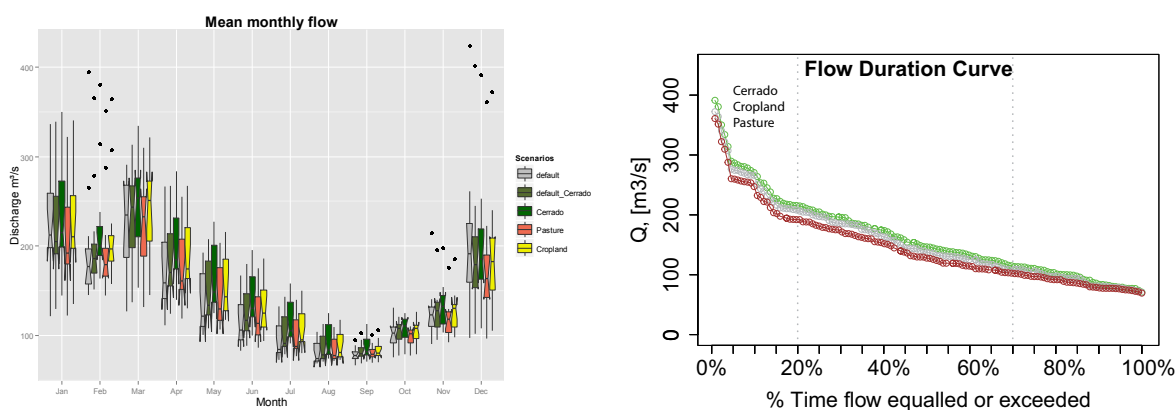 Mean monthly flow
Discharge m³/s
400
300
200
100
Jan Feb Mar Apr May Jun Jul Aug Sep Oct Nov Dec
Month
Scenarios
default
default_Cerrado
Cerrado
Pasture
Cropland
Flow Duration Curve
Cerrado
Cropland
Pasture
Q, [m3/s]
400
300
200
100
0
0% 20% 40% 60% 80% 100%
% Time flow equalled or exceeded